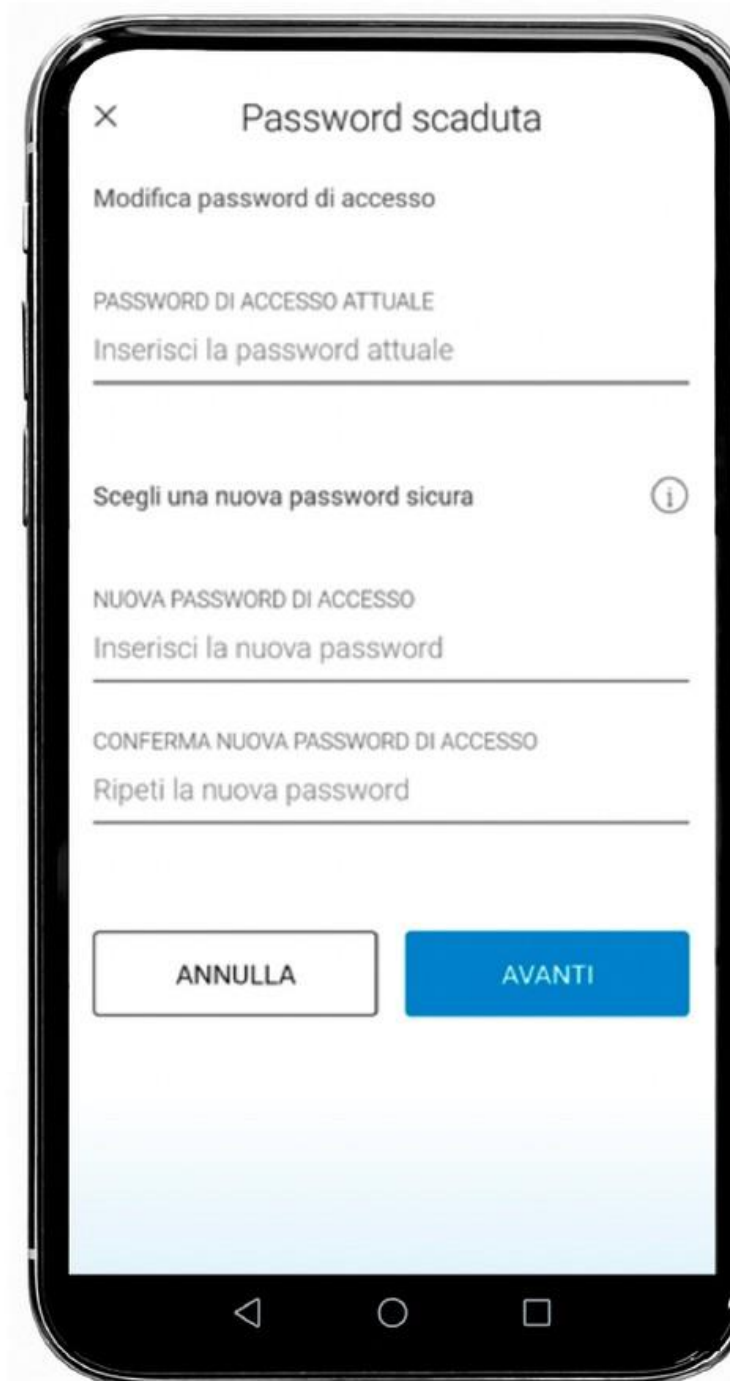 Password scaduta
Modifica password di accesso
PASSWORD DI ACCESSO ATTUALE
Inserisci la password attuale
Scegli una nuova password sicura
NUOVA PASSWORD DI ACCESSO
Inserisci la nuova password
CONFERMA NUOVA PASSWORD DI ACCESSO
Ripeti la nuova password
ANNULLA AVANTI